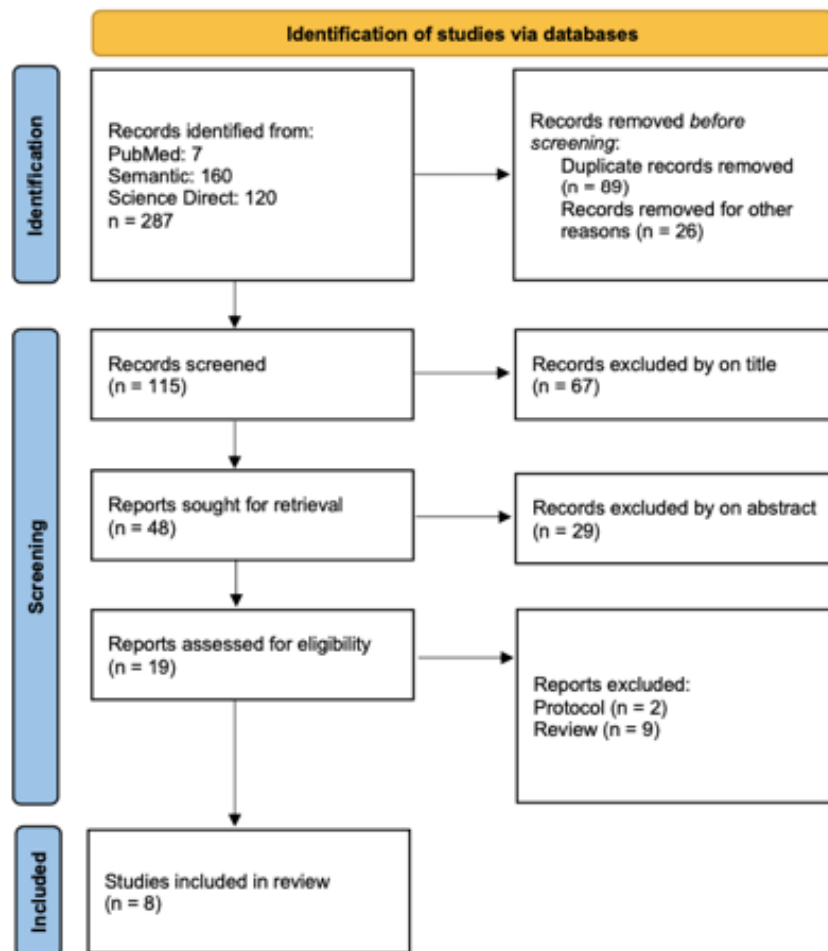 Identification of studies via databases
Identification
Records identified from:
PubMed: 7
Semantic: 160
Science Direct: 120
n = 287
Records removed before
screening:
Duplicate records removed
(n = 89)
Records removed for other
reasons (n = 26)
Screening
Records screened
(n = 115)
Records excluded by on title
(n = 67)
Reports sought for retrieval
(n = 48)
Records excluded by on abstract
(n = 29)
Reports assessed for eligibility
(n = 19)
Reports excluded:
Protocol (n = 2)
Review (n = 9)
Included
Studies included in review
(n = 8)